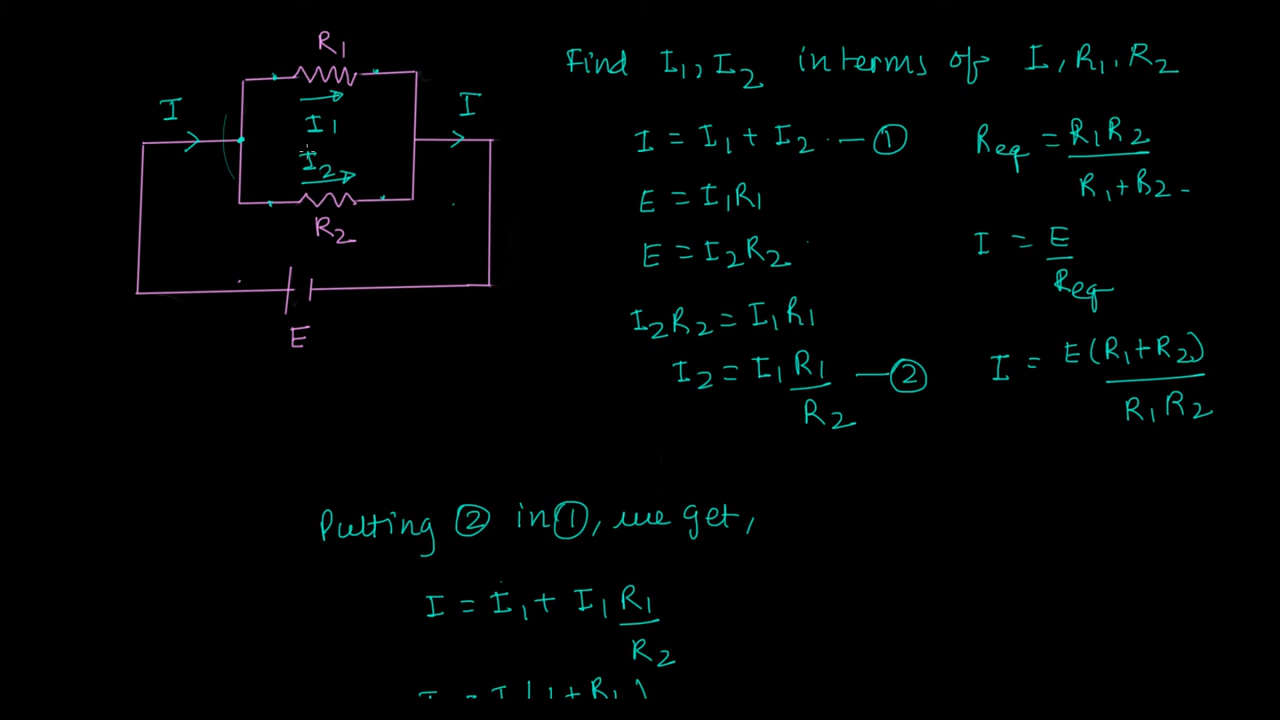 R1
I
I1
I
I2
R2
E
Find I1, I2 in terms of I, R1, R2
I = I1 + I2 — ①
E = I1R1
E = I2R2
I2R2 = I1R1
I2 = I1 R1/R2 — ②
Req = R1R2/R1+R2
I = E/Req
I = E(R1+R2)/R1R2
Putting ② in ①, we get,
I = I1 + I1 R1/R2